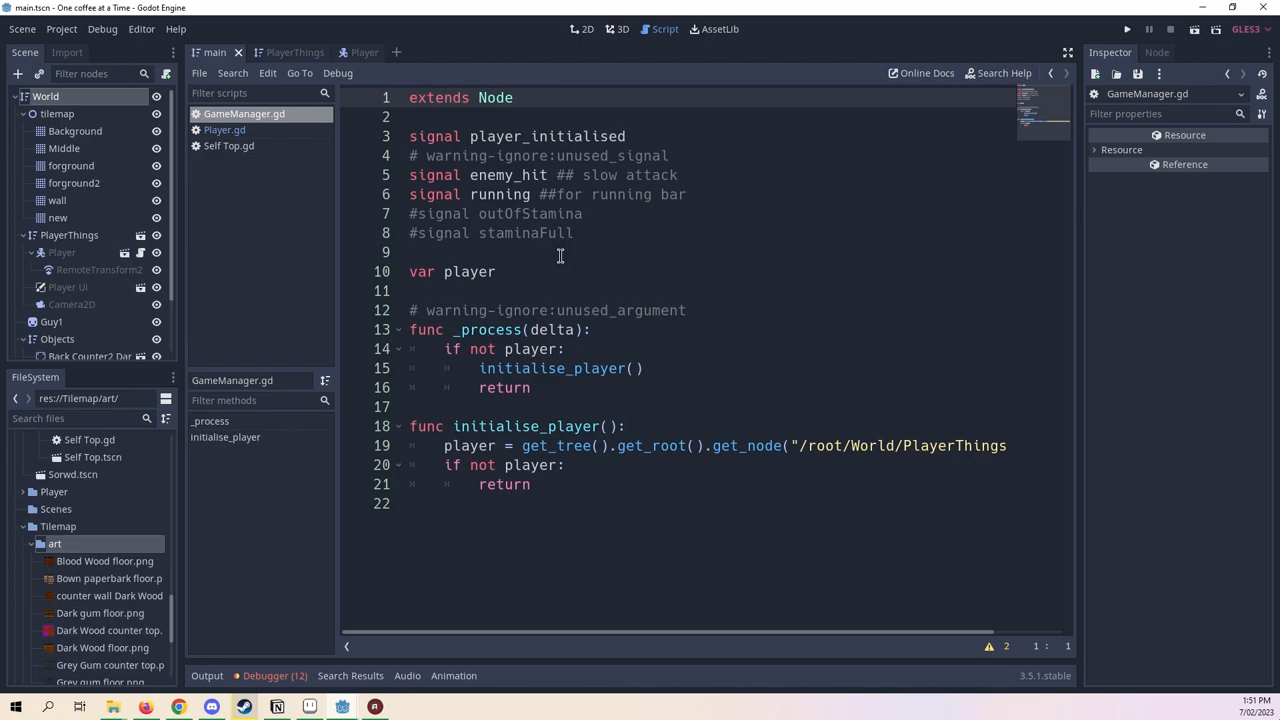 main.tscn - One coffee at a Time - Godot Engine
Scene Project Debug Editor Help
2D 3D Script AssetLib
GLES3
Scene Import
Filter nodes
World
tilemap
Background
Middle
forground
forground2
wall
new
PlayerThings
Player
RemoteTransform2
Player Ui
Camera2D
Guy1
Objects
Back Counter2 Dar
FileSystem
res://Tilemap/art/
Search files
Self Top.gd
Self Top.tscn
Sorwd.tscn
Player
Scenes
Tilemap
art
Blood Wood floor.png
Bown paperbark floor.p
counter wall Dark Wood
Dark gum floor.png
Dark Wood counter top.
Dark Wood floor.png
Grey Gum counter top.p
Grey gum floor.png
main PlayerThings Player
File Search Edit Go To Debug
Online Docs Search Help
Filter scripts
GameManager.gd
Player.gd
Self Top.gd
GameManager.gd
Filter methods
_process
initialise_player
1 extends Node
2
3 signal player_initialised
4 # warning-ignore:unused_signal
5 signal enemy_hit ## slow attack
6 signal running ##for running bar
7 #signal outOfStamina
8 #signal staminaFull
9
10 var player
11
12 # warning-ignore:unused_argument
13 func _process(delta):
14 if not player:
15 initialise_player()
16 return
17
18 func initialise_player():
19 player = get_tree().get_root().get_node("/root/World/PlayerThings
20 if not player:
21 return
22
2 1 : 1
Output Debugger (12) Search Results Audio Animation
3.5.1.stable
Inspector Node
GameManager.gd
Filter properties
Resource
Resource
Reference
1:51 PM
7/02/2023